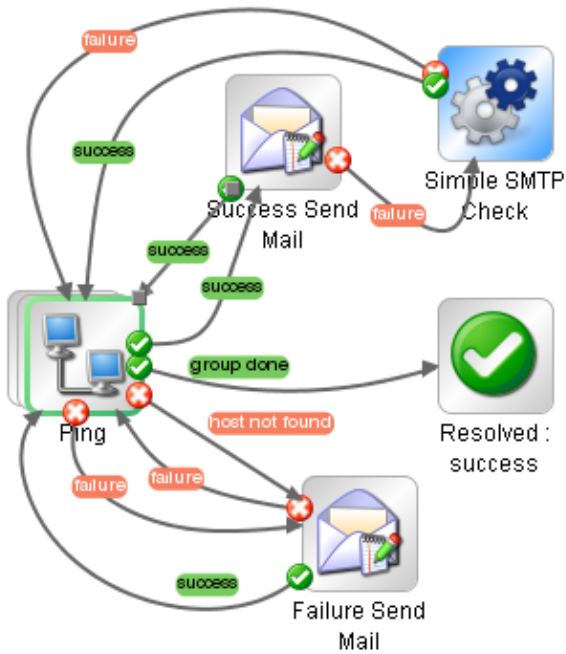 failure
success
Simple SMTP
Check
Success Send
Mail
failure
success
success
group done
host not found
Ping
Resolved :
success
failure
failure
success
Failure Send
Mail